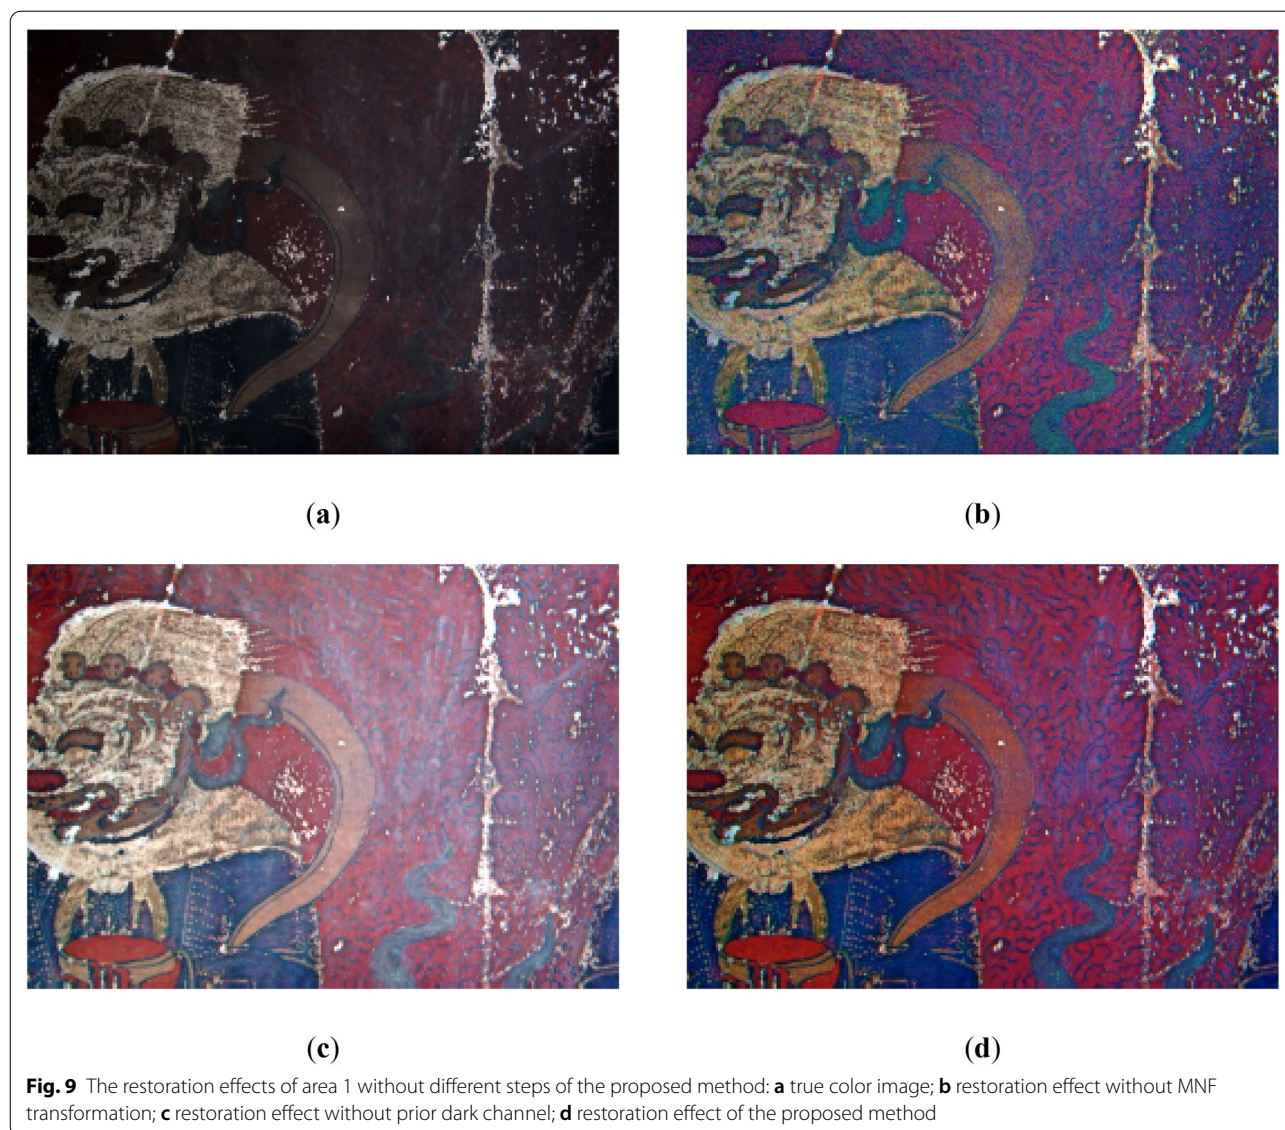 (a)
(b)
(c)
(d)
Fig. 9 The restoration effects of area 1 without different steps of the proposed method: a true color image; b restoration effect without MNF
transformation; c restoration effect without prior dark channel; d restoration effect of the proposed method